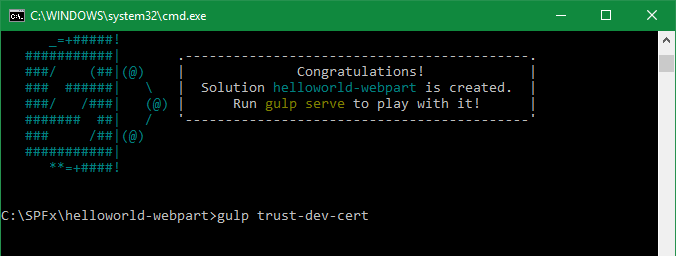 C:\WINDOWS\system32\cmd.exe
      _=+#####!
   ###########|      .-------------------------------------------.
   ###/    (##|(@)   |              Congratulations!             |
   ###  ######|   \  |  Solution helloworld-webpart is created.  |
   ###/   /###|   (@)|      Run gulp serve to play with it!      |
   #######  ##|   /  '-------------------------------------------'
   ###     /##|(@)
   ###########|
      **=+####!
C:\SPFx\helloworld-webpart>gulp trust-dev-cert